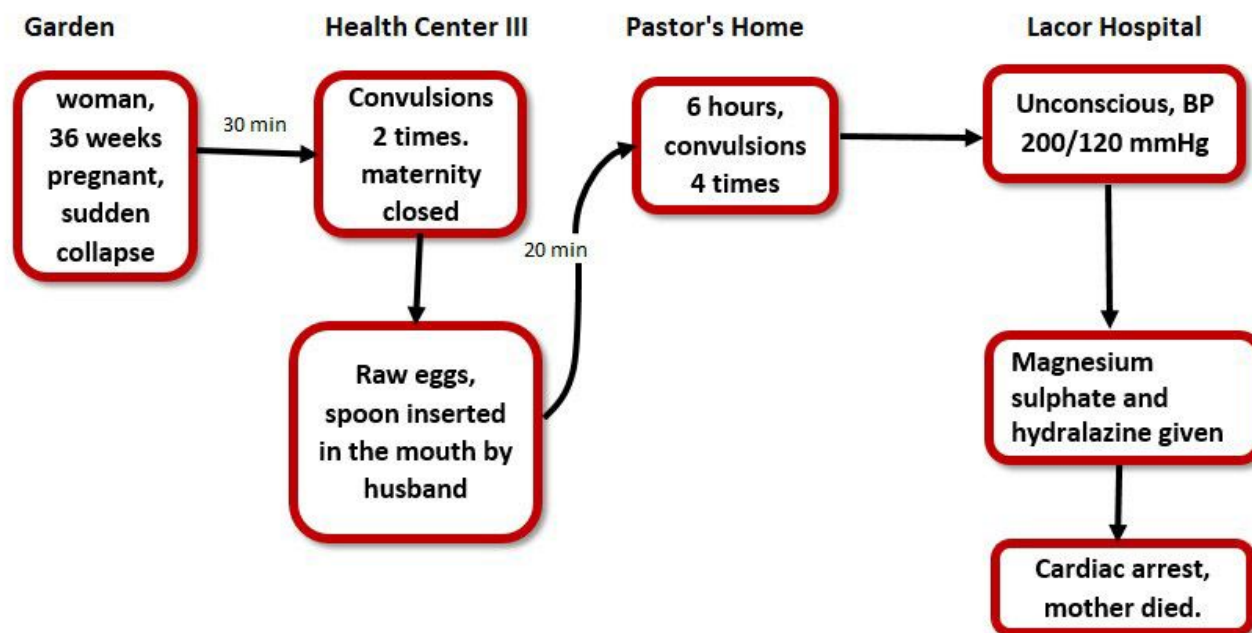 Garden
Health Center III
Pastor's Home
Lacor Hospital
woman,
36 weeks
pregnant,
sudden
collapse
30 min
Convulsions
2 times.
maternity
closed
Raw eggs,
spoon inserted
in the mouth by
husband
20 min
6 hours,
convulsions
4 times
Unconscious, BP
200/120 mmHg
Magnesium
sulphate and
hydralazine given
Cardiac arrest,
mother died.